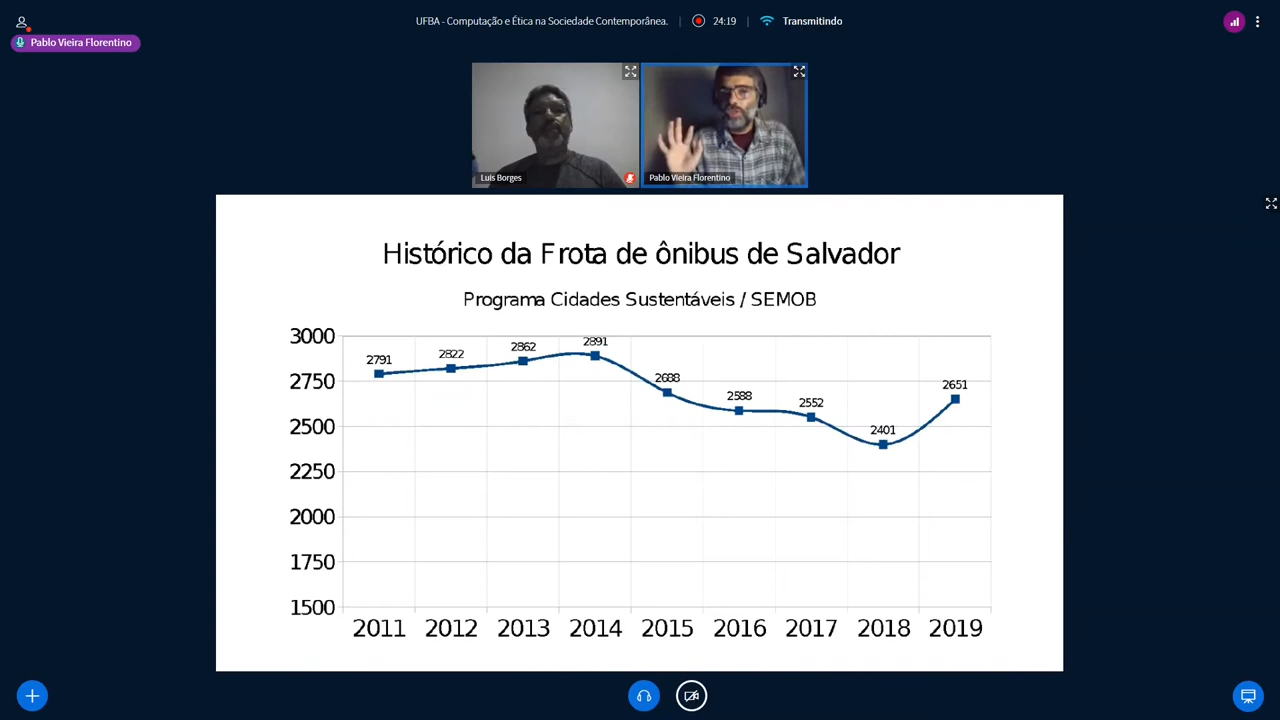 UFBA - Computação e Ética na Sociedade Contemporânea.
24:19
Transmitindo
Pablo Vieira Florentino
Luis Borges
Pablo Vieira Florentino
Histórico da Frota de ônibus de Salvador
Programa Cidades Sustentáveis / SEMOB
3000
2750
2500
2250
2000
1750
1500
2791
2822
2862
2891
2688
2588
2552
2401
2651
2011 2012 2013 2014 2015 2016 2017 2018 2019